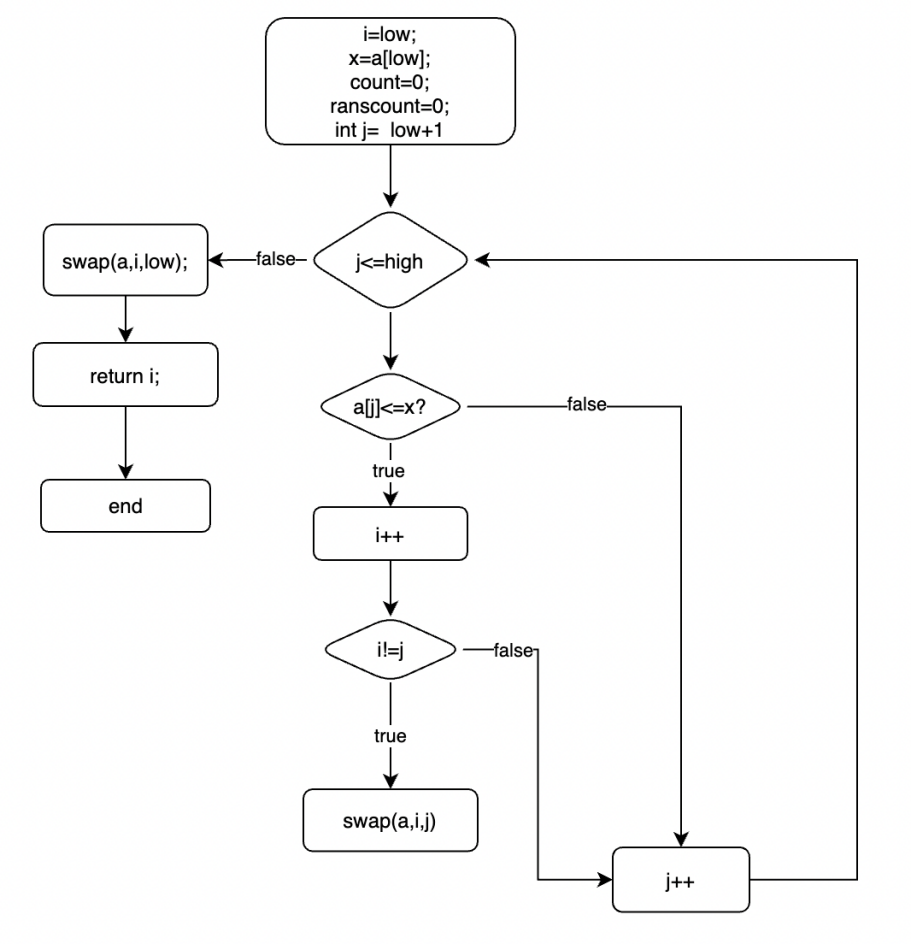 i=low;
x=a[low];
count=0;
ranscount=0;
int j= low+1
j<=high
false
swap(a,i,low);
return i;
end
a[j]<=x?
false
true
i++
i!=j
false
true
swap(a,i,j)
j++